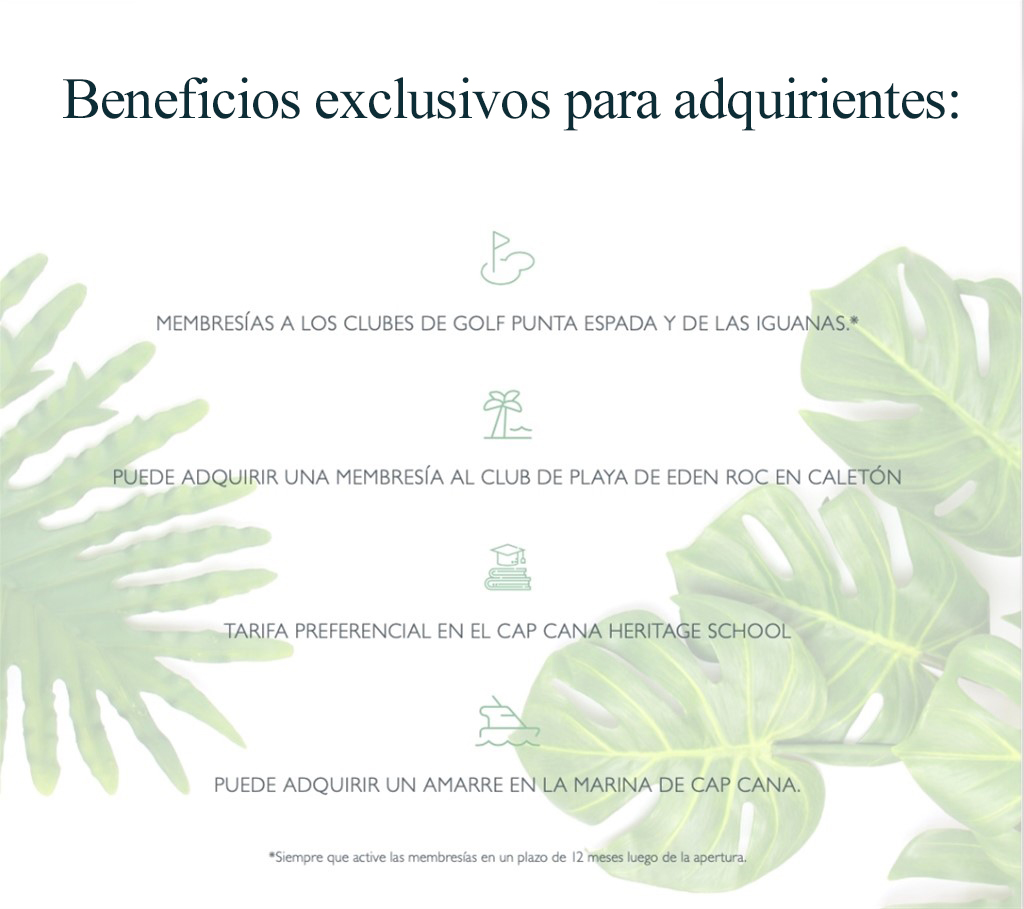 Beneficios exclusivos para adquirientes:
MEMBRESÍAS A LOS CLUBES DE GOLF PUNTA ESPADA Y DE LAS IGUANAS.*
PUEDE ADQUIRIR UNA MEMBRESÍA AL CLUB DE PLAYA DE EDEN ROC EN CALETÓN
TARIFA PREFERENCIAL EN EL CAP CANA HERITAGE SCHOOL
PUEDE ADQUIRIR UN AMARRE EN LA MARINA DE CAP CANA.
*Siempre que active las membresías en un plazo de 12 meses luego de la apertura.